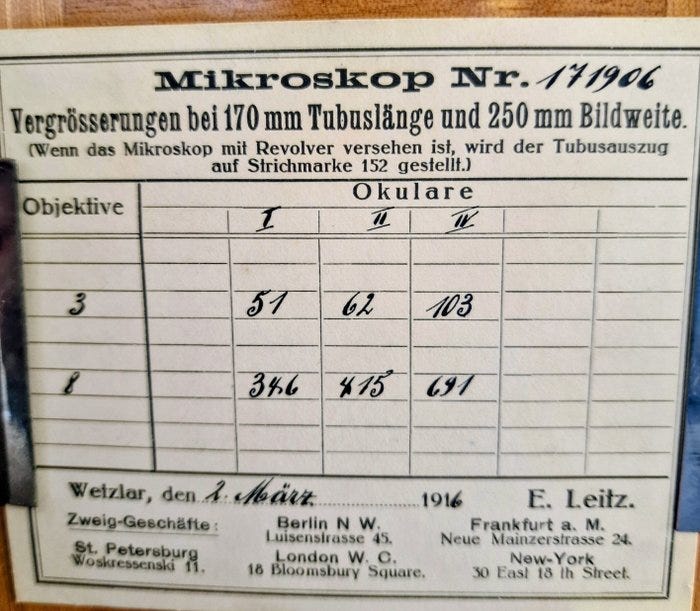 Mikroskop Nr. 171906
Vergrösserungen bei 170 mm Tubuslänge und 250 mm Bildweite.
(Wenn das Mikroskop mit Revolver versehen ist, wird der Tubusauszug
auf Strichmarke 152 gestellt.)
Objektive Okulare
I II IV
3 51 62 103
8 346 415 691
Wetzlar, den 2. März 1916 E. Leitz.
Zweig-Geschäfte: Berlin N W. Frankfurt a. M.
Luisenstrasse 45. Neue Mainzerstrasse 24.
St. Petersburg London W. C. New-York
Woskressenski 11. 18 Bloomsbury Square. 30 East 18 th Street.